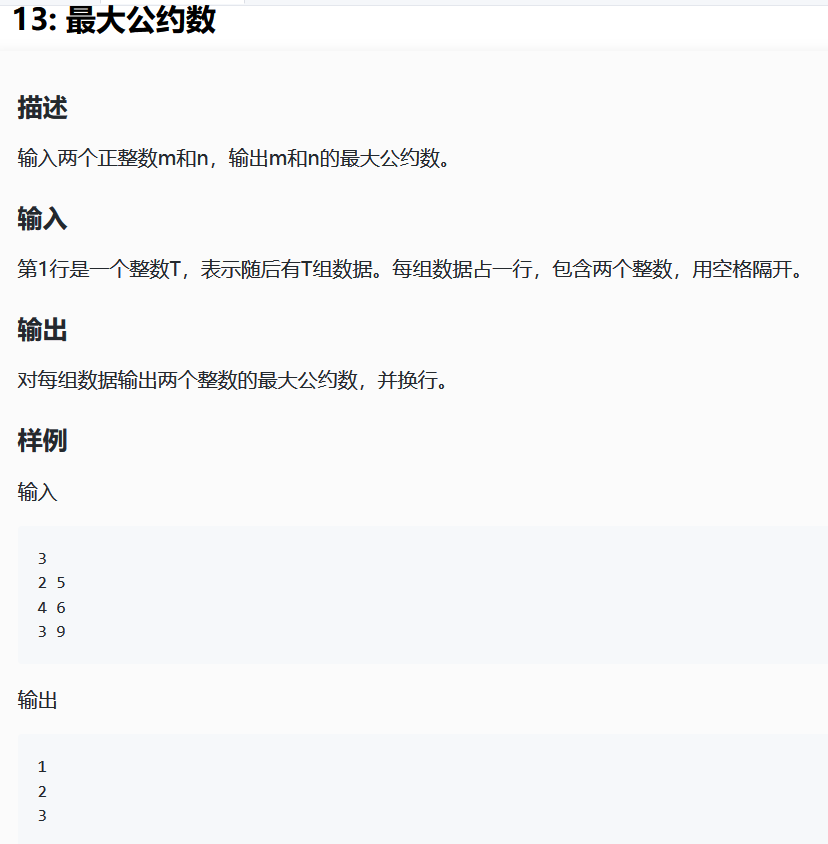 13: 最大公约数
描述
输入两个正整数m和n，输出m和n的最大公约数。
输入
第1行是一个整数T，表示随后有T组数据。每组数据占一行，包含两个整数，用空格隔开。
输出
对每组数据输出两个整数的最大公约数，并换行。
样例
输入
3
2 5
4 6
3 9
输出
1
2
3